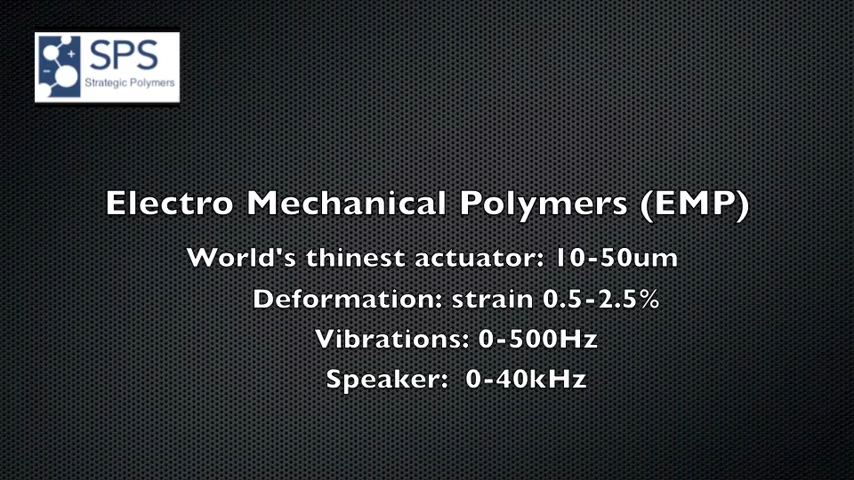 SPS
Strategic Polymers
Electro Mechanical Polymers (EMP)
World's thinest actuator: 10-50um
Deformation: strain 0.5-2.5%
Vibrations: 0-500Hz
Speaker: 0-40kHz